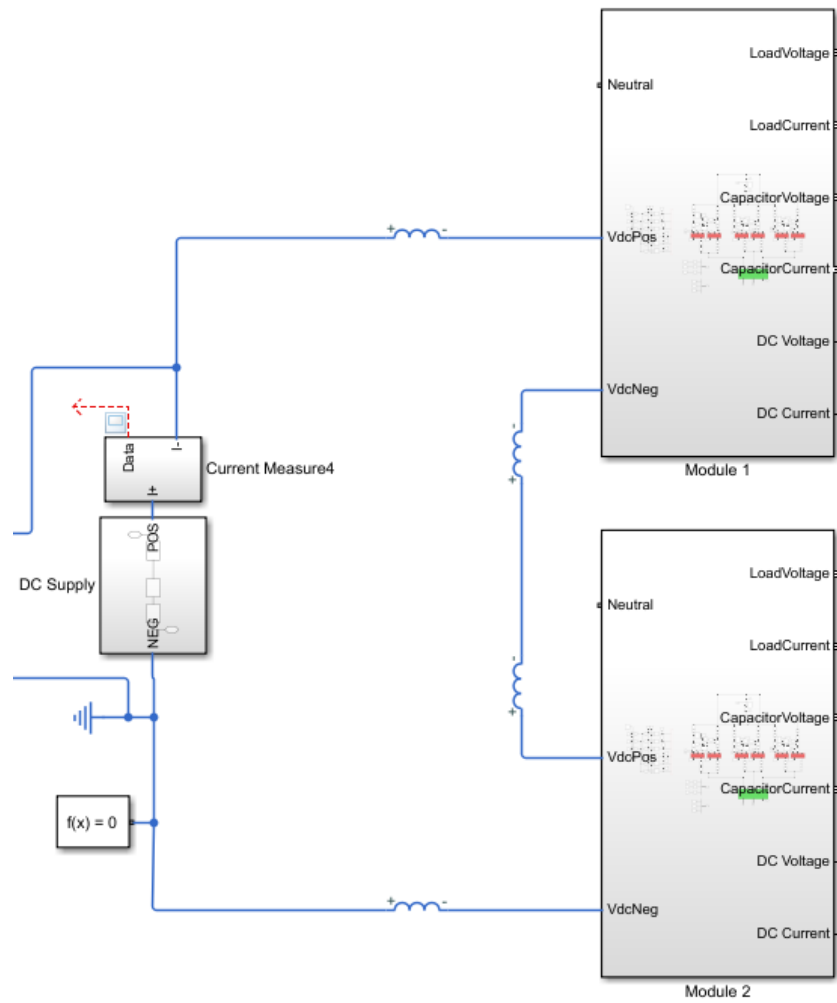 LoadVoltage
Neutral
LoadCurrent
CapacitorVoltage
+
-
VdcPos
CapacitorCurrent
DC Voltage
VdcNeg
DC Current
-
+
Module 1
Data
I-
I+
Current Measure4
POS
DC Supply
NEG
f(x) = 0
LoadVoltage
Neutral
LoadCurrent
-
+
CapacitorVoltage
VdcPos
CapacitorCurrent
DC Voltage
+
-
VdcNeg
DC Current
Module 2